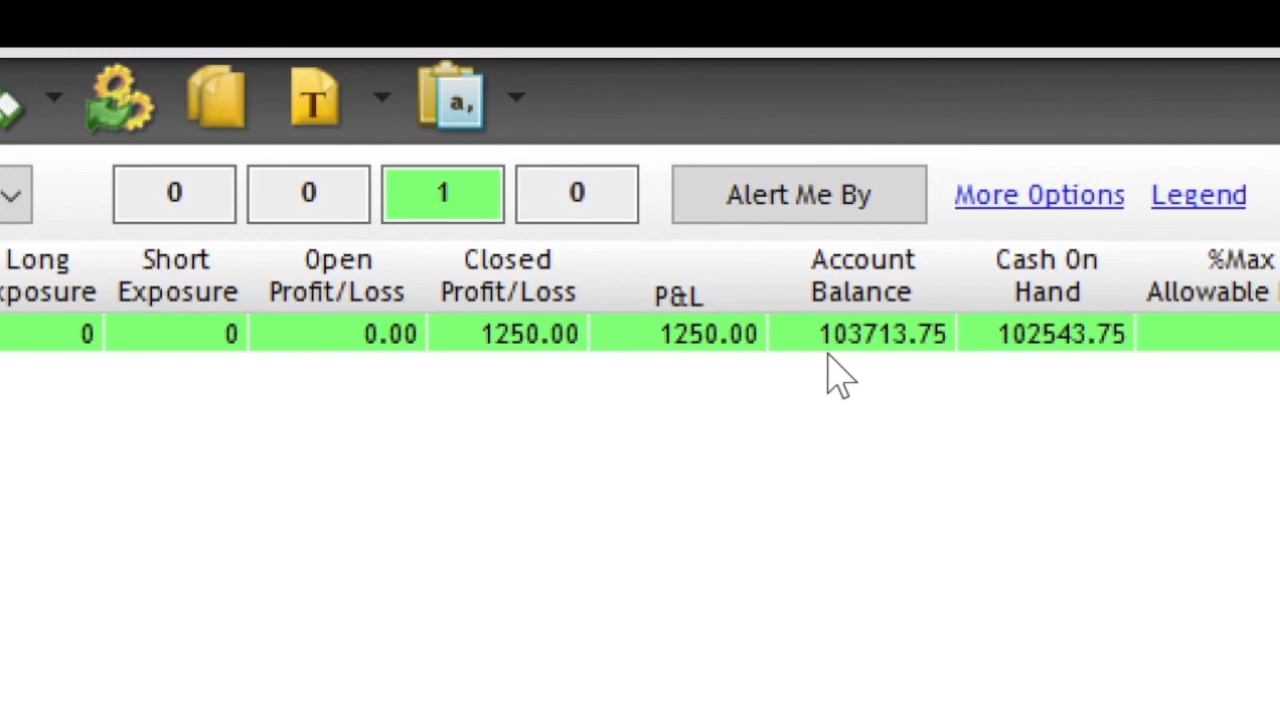 T
a,
0 0 1 0 Alert Me By More Options Legend
Long Short Open Closed Account Cash On %Max
xposure Exposure Profit/Loss Profit/Loss P&L Balance Hand Allowable
0 0 0.00 1250.00 1250.00 103713.75 102543.75